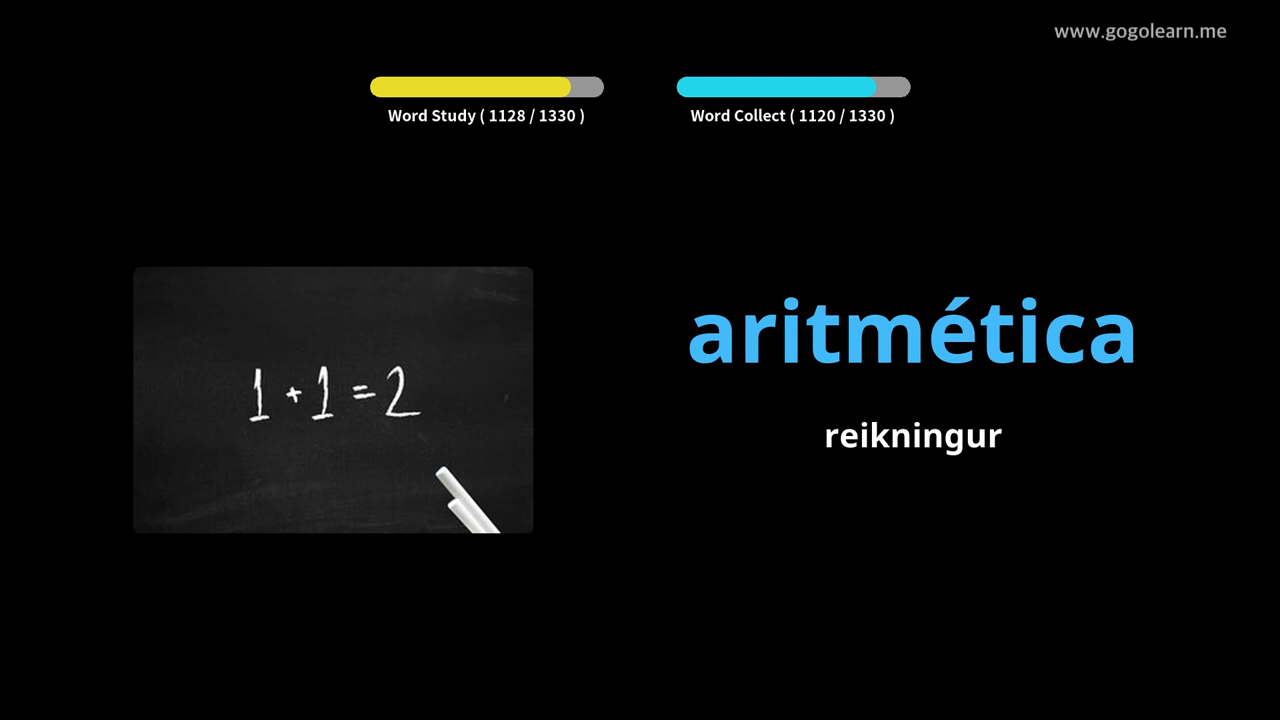 www.gogolearn.me
Word Study ( 1128 / 1330 )
Word Collect ( 1120 / 1330 )
1 + 1 = 2
aritmética
reikningur